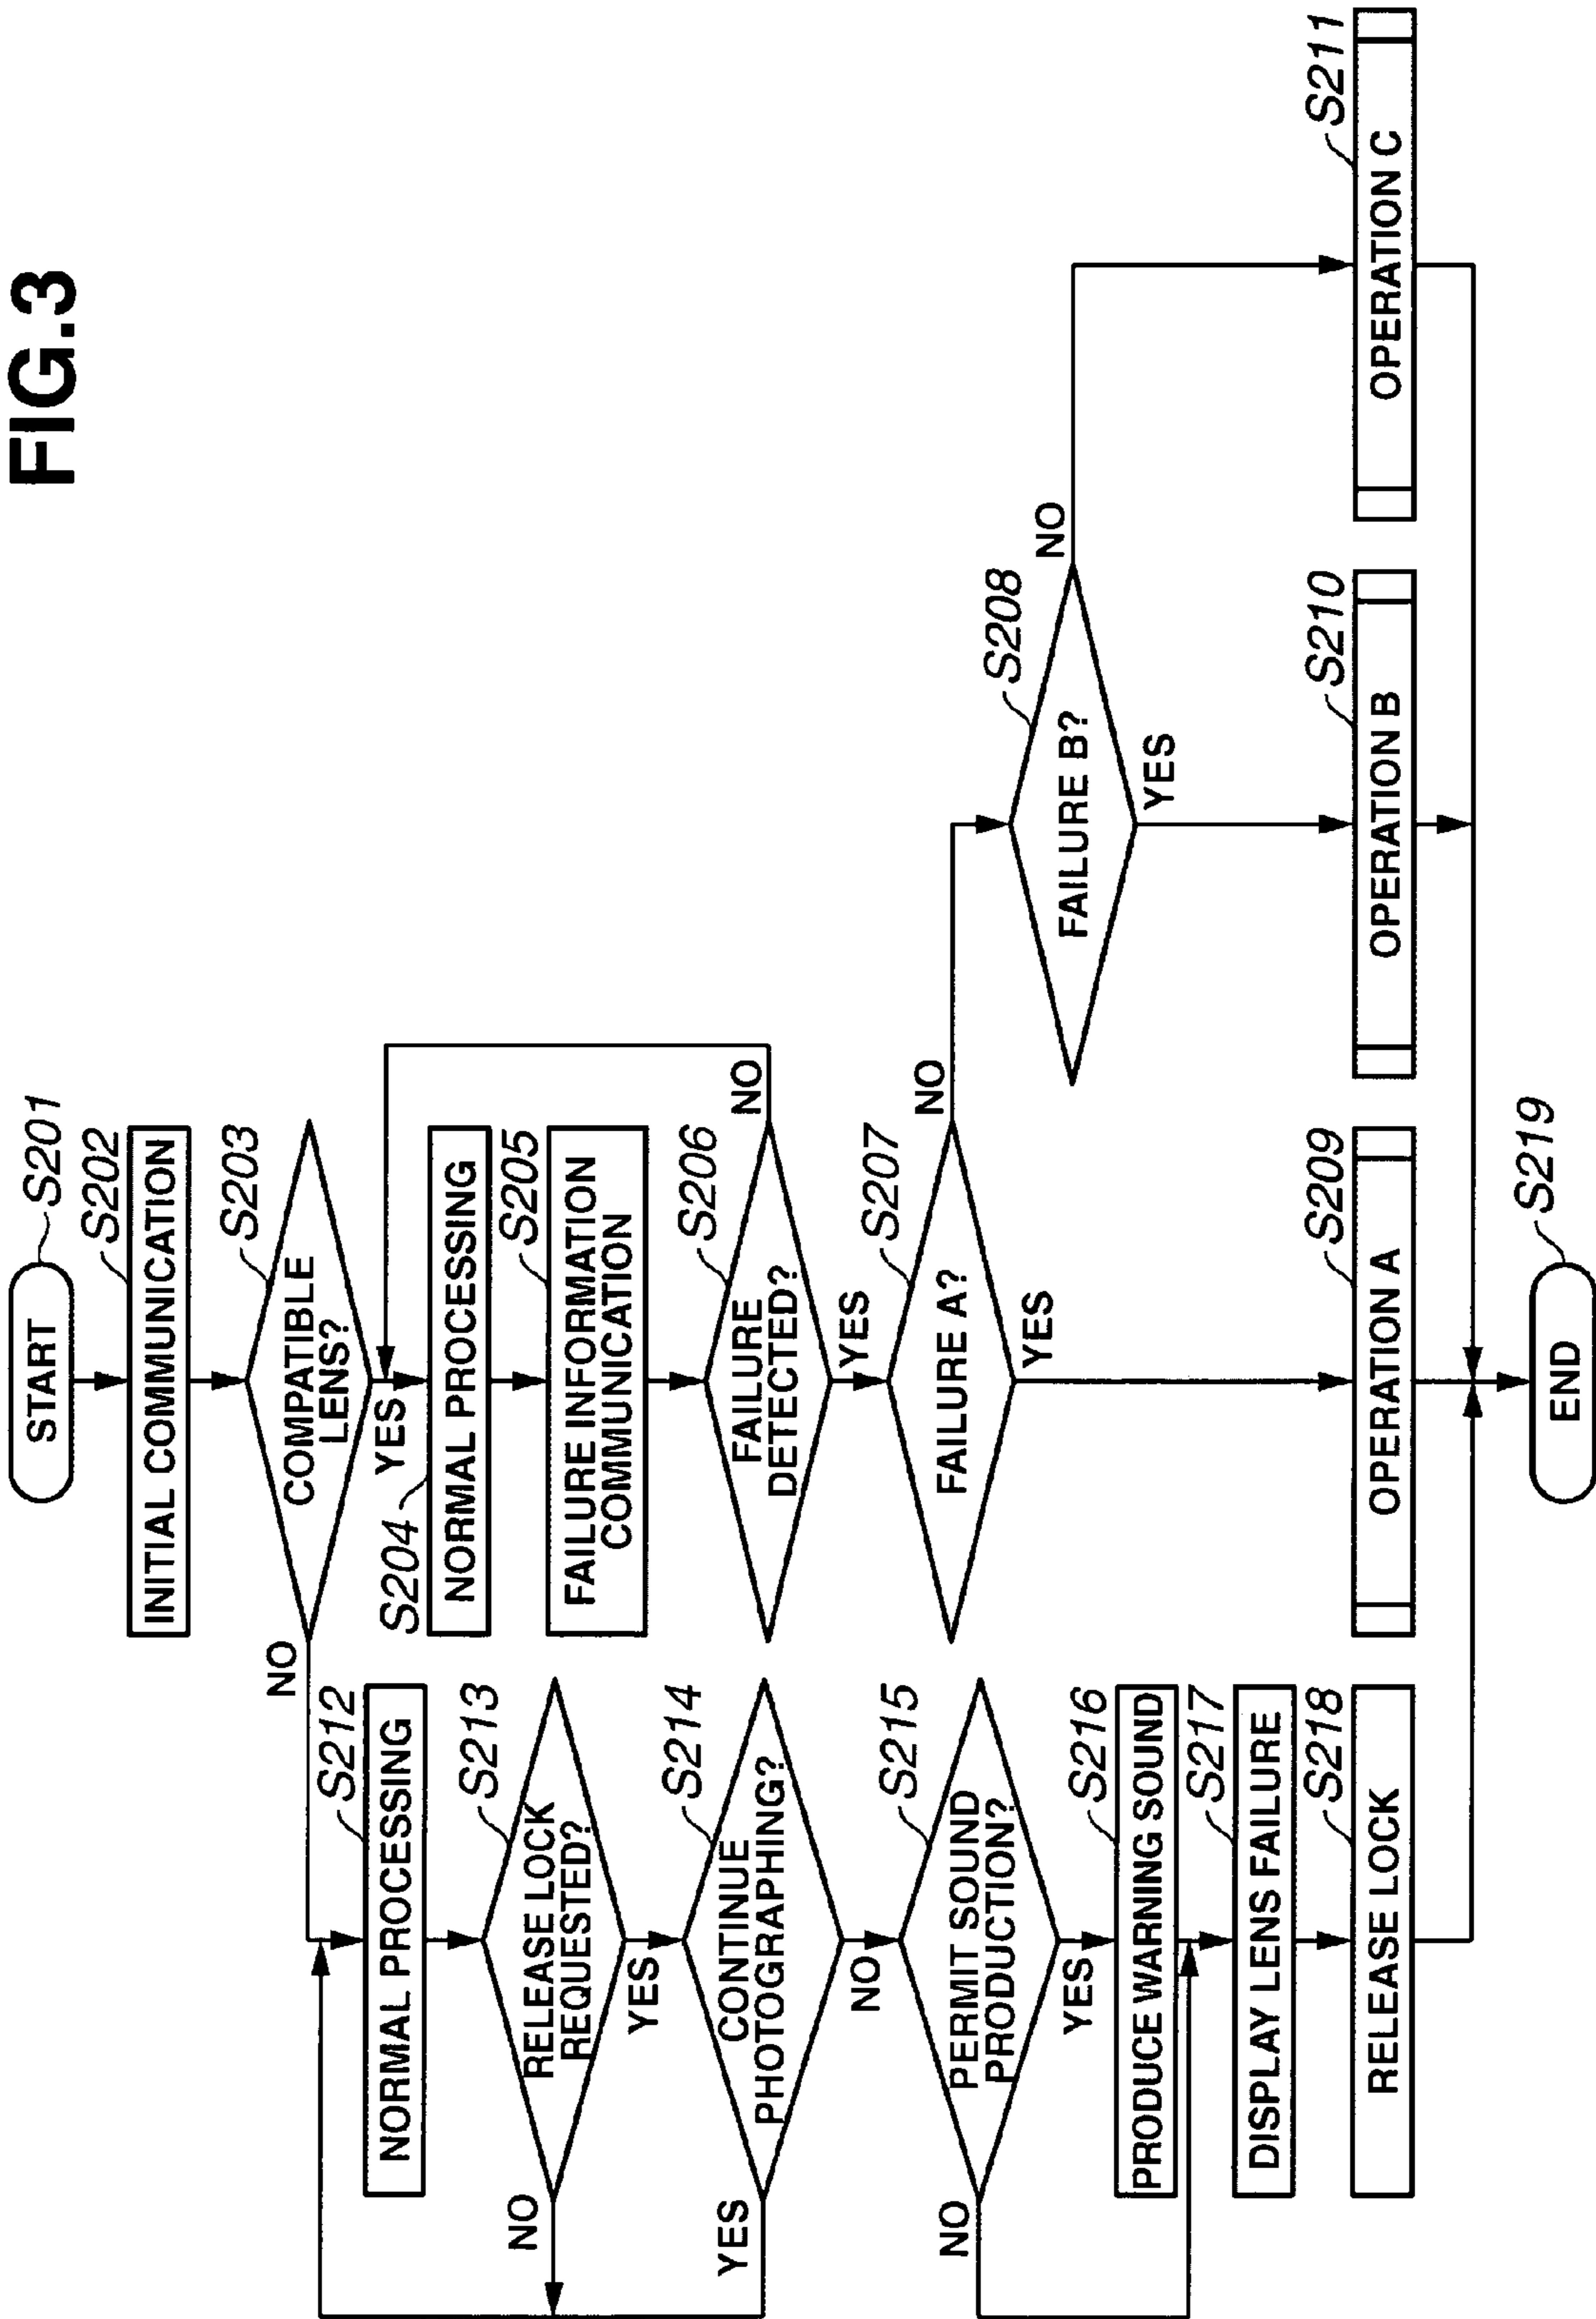 FIG.3
START
S201
INITIAL COMMUNICATION
S202
COMPATIBLE
LENS?
S203
NO
YES
S204
NORMAL PROCESSING
FAILURE INFORMATION
COMMUNICATION
S205
FAILURE
DETECTED?
S206
NO
YES
FAILURE A?
S207
NO
YES
FAILURE B?
S208
NO
YES
OPERATION A
S209
OPERATION B
S210
OPERATION C
S211
NORMAL PROCESSING
S212
RELEASE LOCK
REQUESTED?
S213
NO
YES
CONTINUE
PHOTOGRAPHING?
S214
YES
NO
PERMIT SOUND
PRODUCTION?
S215
NO
YES
PRODUCE WARNING SOUND
S216
DISPLAY LENS FAILURE
S217
RELEASE LOCK
S218
END
S219